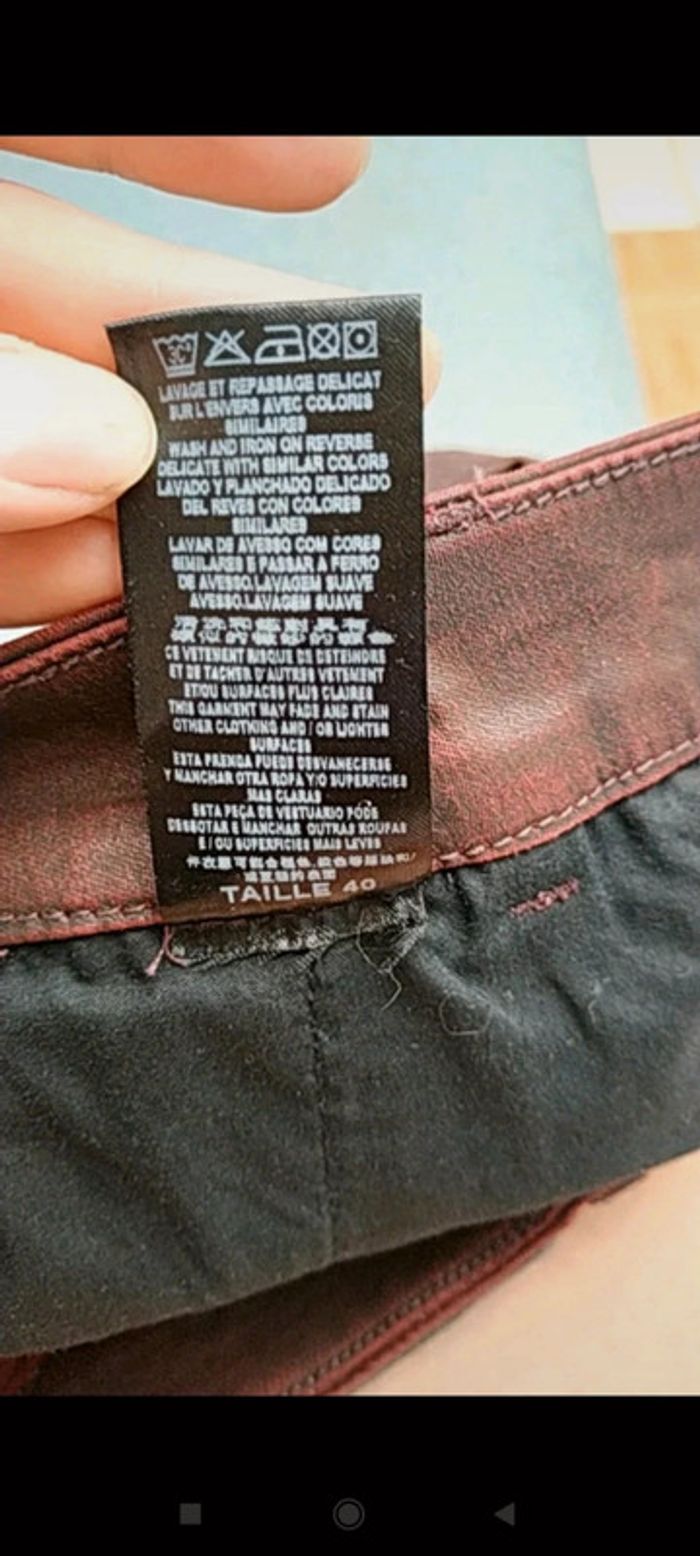 30°
LAVAGE ET REPASSAGE DELICAT
SUR L'ENVERS AVEC COLORIS
SIMILAIRES
WASH AND IRON ON REVERSE
DELICATE WITH SIMILAR COLORS
LAVADO Y PLANCHADO DELICADO
DEL REVES CON COLORES
SIMILARES
LAVAR DE AVESSO COM CORES
SIMILARES E PASSAR A FERRO
DE AVESSO.LAVAGEM SUAVE
AVESSO.LAVAGEM SUAVE
CE VETEMENT RISQUE DE DETEINDRE
ET DE TACHER D'AUTRES VETEMENT
ET/OU SURFACES PLUS CLAIRES
THIS GARMENT MAY FADE AND STAIN
OTHER CLOTHING AND / OR LIGHTER
SURFACES
ESTA PRENDA PUEDE DESVANECERSE
Y MANCHAR OTRA ROPA Y/O SUPERFICIES
MAS CLARAS
ESTA PEÇA DE VESTUARIO PODE
DESBOTAR E MANCHAR OUTRAS ROUPAS
E / OU SUPERFICIES MAIS LEVES
TAILLE 40